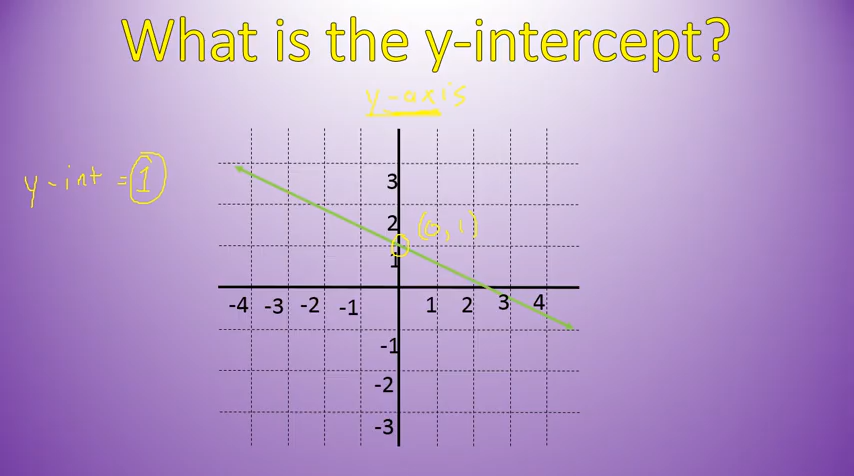 What is the y-intercept?
y-axis
y-int = 1
3
2
(0, 1)
1
-4 -3 -2 -1 1 2 3 4
-1
-2
-3